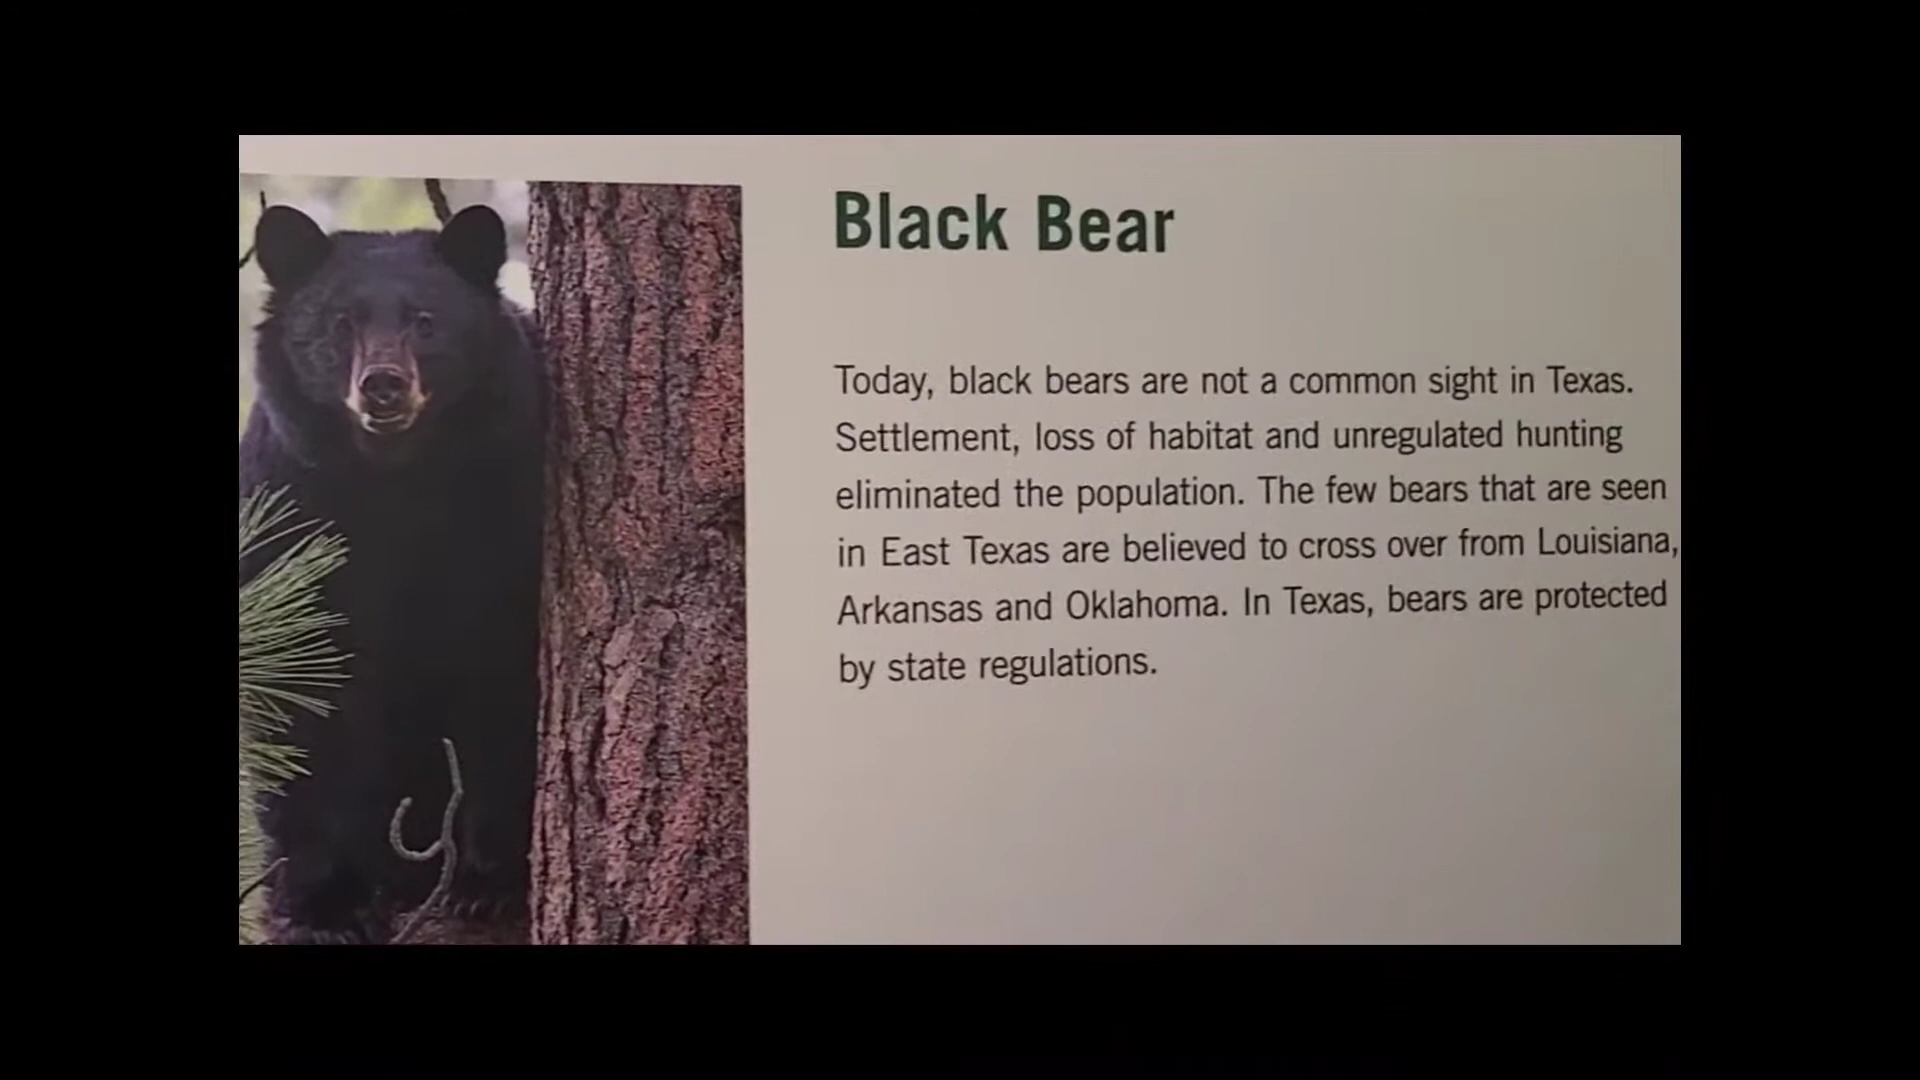 Black Bear
Today, black bears are not a common sight in Texas.
Settlement, loss of habitat and unregulated hunting
eliminated the population. The few bears that are seen
in East Texas are believed to cross over from Louisiana,
Arkansas and Oklahoma. In Texas, bears are protected
by state regulations.